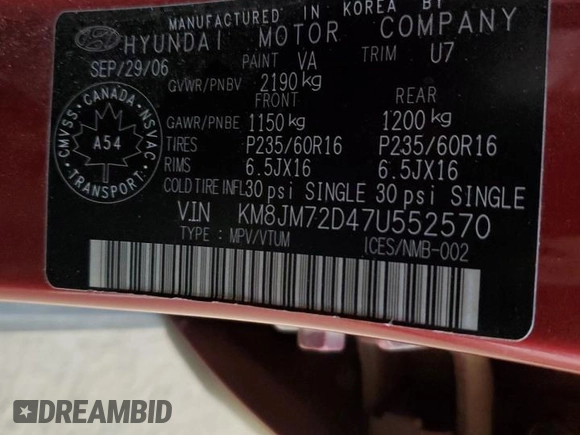 MANUFACTURED IN KOREA BY
HYUNDAI MOTOR COMPANY
SEP/29/06 PAINT VA TRIM U7
GVWR/PNBV 2190 kg
FRONT REAR
GAWR/PNBE 1150 kg 1200 kg
TIRES P235/60R16 P235/60R16
RIMS 6.5JX16 6.5JX16
COLD TIRE INFL 30 psi SINGLE 30 psi SINGLE
VIN KM8JM72D47U552570
TYPE : MPV/VTUM ICES/NMB-002
CMVSS - CANADA - NSVAC
A54
TRANSPORT
DREAMBID